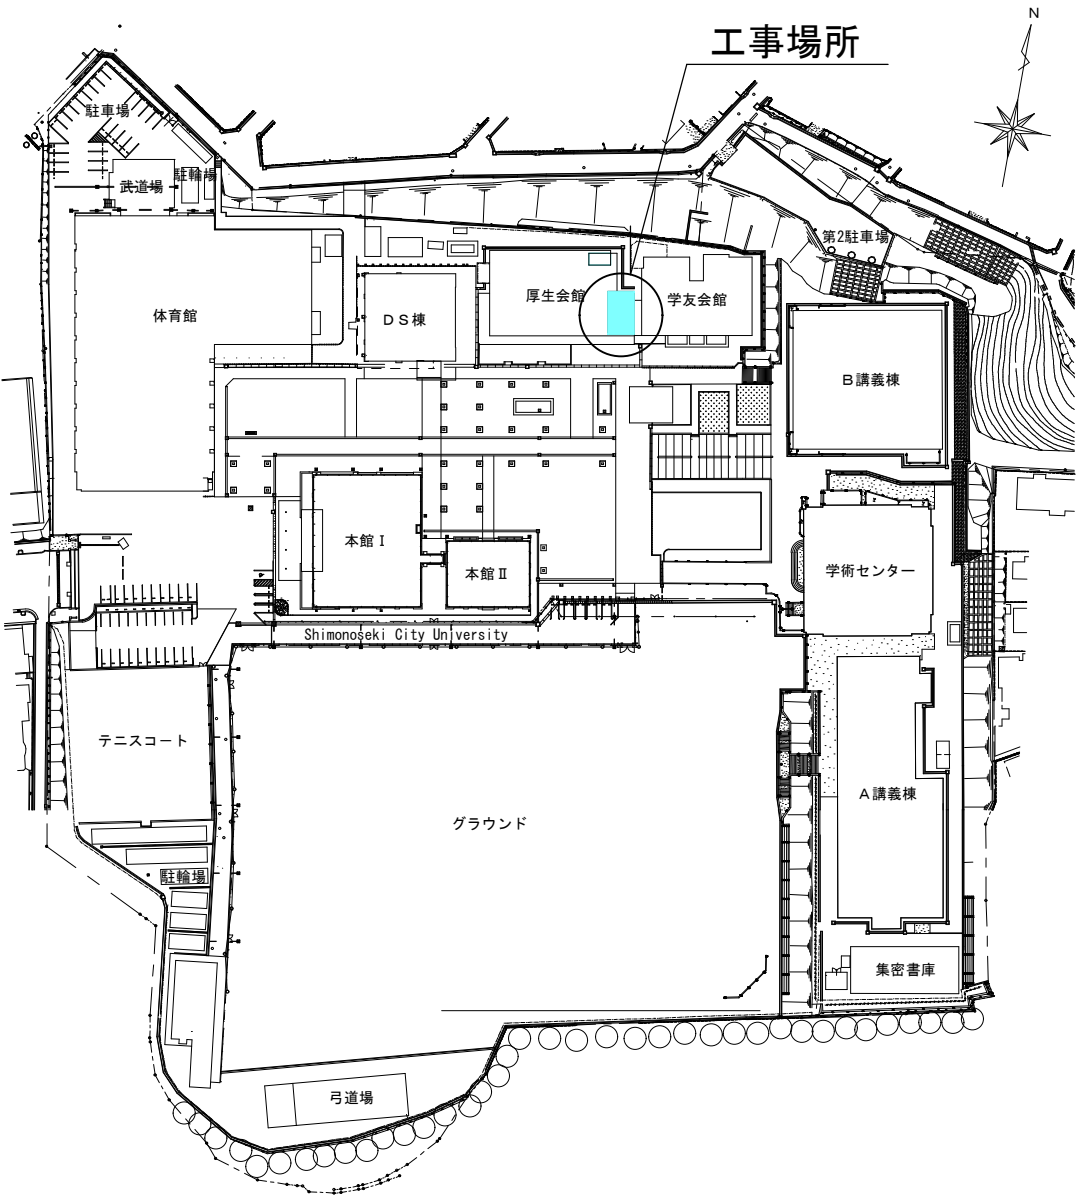 N
工事場所
駐車場
武道場
駐輪場
第2駐車場
厚生会館
学友会館
体育館
DS棟
B講義棟
本館Ⅰ
本館Ⅱ
学術センター
Shimonoseki City University
テニスコート
グラウンド
A講義棟
駐輪場
集密書庫
弓道場